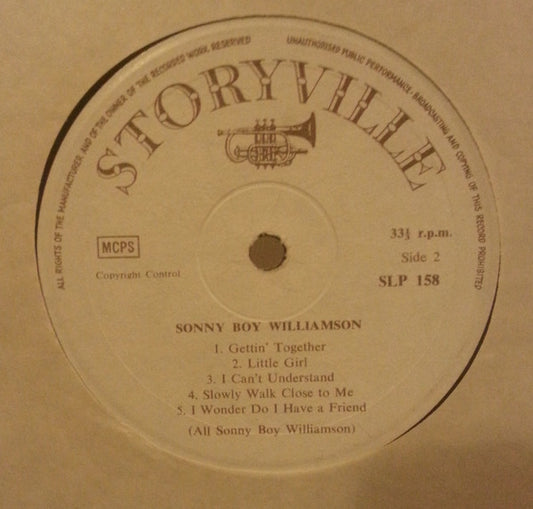 ALL RIGHTS OF THE MANUFACTURER AND OF THE OWNER OF THE RECORDED WORK RESERVED
UNAUTHORISED PUBLIC PERFORMANCE, BROADCASTING AND COPYING OF THIS RECORD PROHIBITED
STORYVILLE
MCPS
Copyright Control
33⅓ r.p.m.
Side 2
SLP 158
SONNY BOY WILLIAMSON
1. Gettin' Together
2. Little Girl
3. I Can't Understand
4. Slowly Walk Close to Me
5. I Wonder Do I Have a Friend
(All Sonny Boy Williamson)